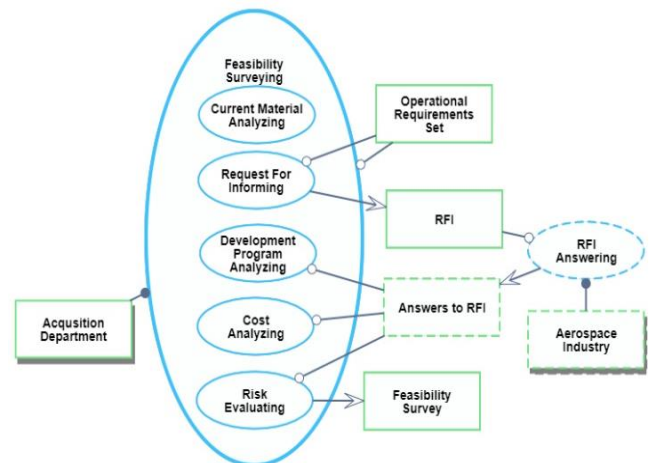 Feasibility
Surveying
Current Material
Analyzing
Operational
Requirements
Set
Request For
Informing
RFI
RFI
Answering
Development
Program
Analyzing
Answers to RFI
Acqusition
Department
Cost
Analyzing
Aerospace
Industry
Risk
Evaluating
Feasibility
Survey